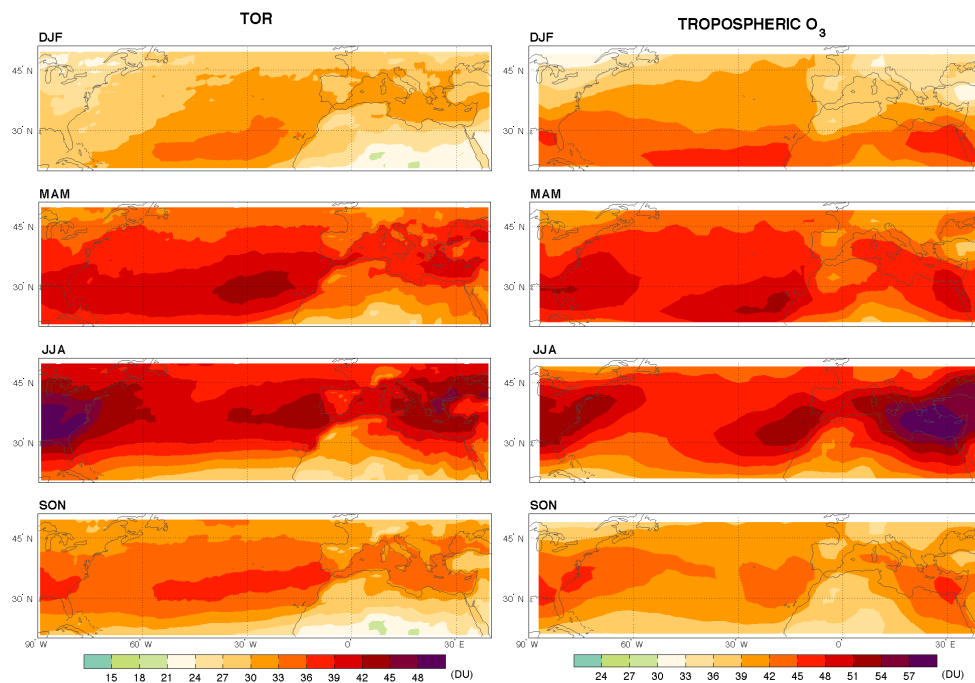 TOR
TROPOSPHERIC O3
DJF
DJF
45° N
30° N
45° N
30° N
MAM
MAM
45° N
30° N
45° N
30° N
JJA
JJA
45° N
30° N
45° N
30° N
SON
SON
45° N
30° N
45° N
30° N
90° W 60° W 30° W 0° 30° E
90° W 60° W 30° W 0° 30° E
15 18 21 24 27 30 33 36 39 42 45 48 (DU)
24 27 30 33 36 39 42 45 48 51 54 57 (DU)